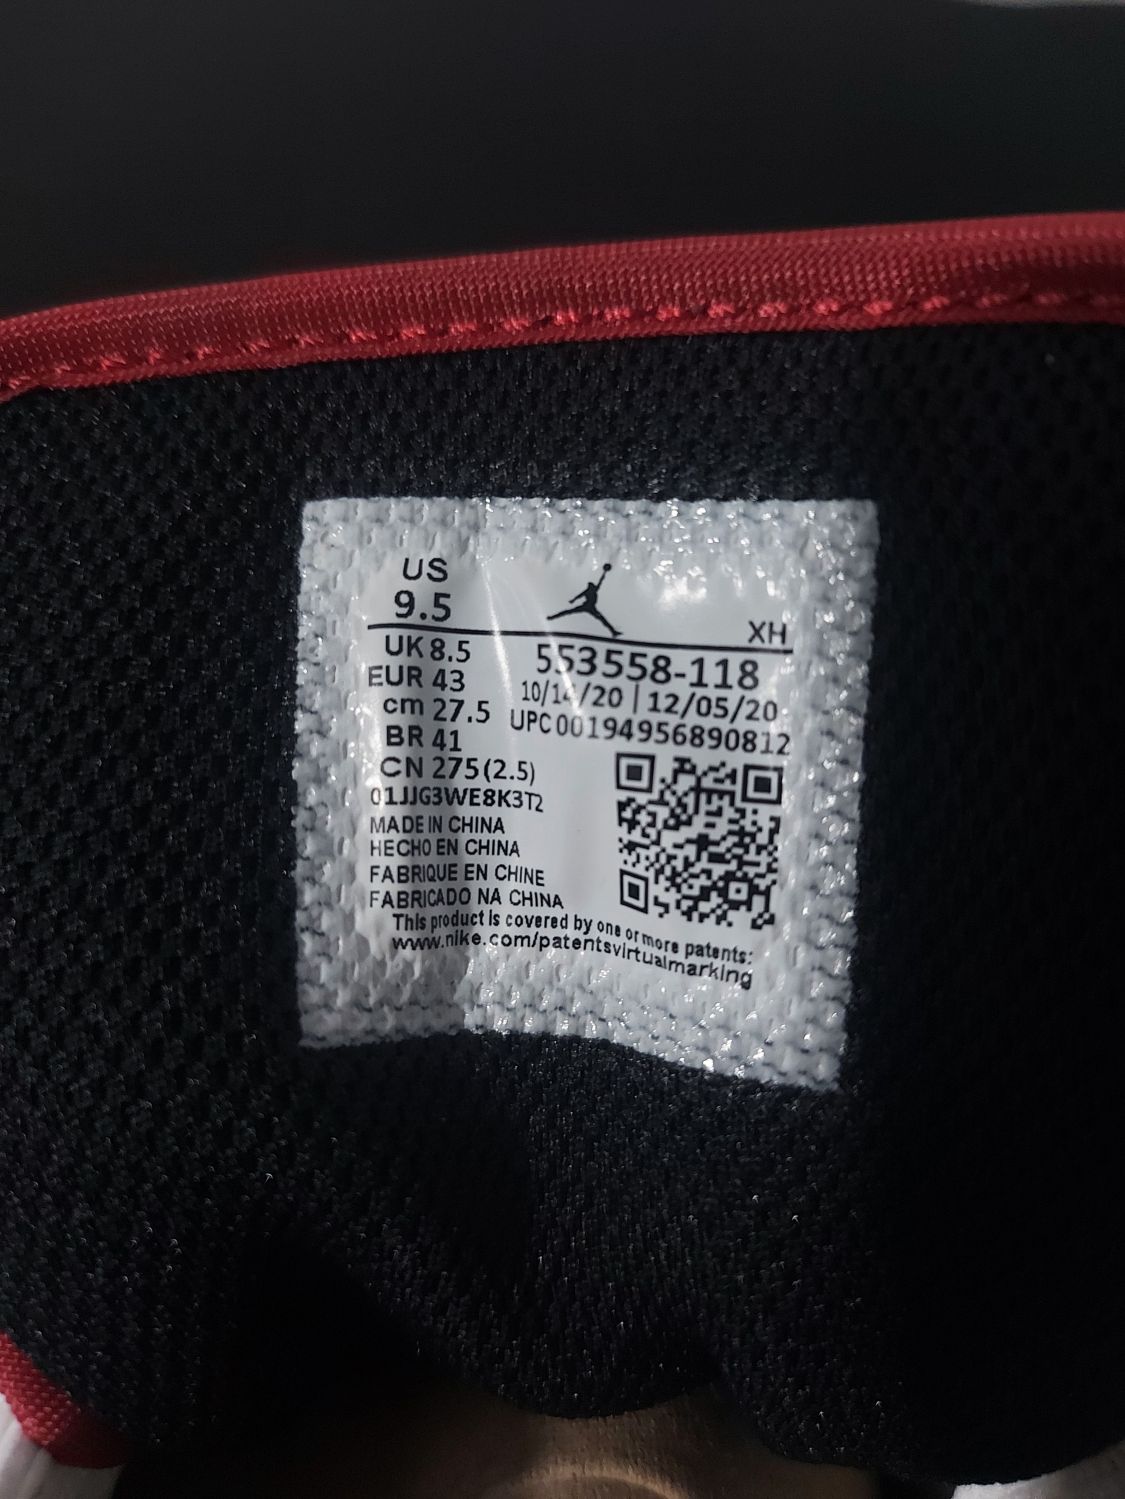 US
9.5
XH
UK 8.5
553558-118
EUR 43
10/14/20 | 12/05/20
cm 27.5
UPC 00194956890812
BR 41
CN 275 (2.5)
01JJG3WE8K3T2
MADE IN CHINA
HECHO EN CHINA
FABRIQUE EN CHINE
FABRICADO NA CHINA
This product is covered by one or more patents:
www.nike.com/patentsvirtualmarking